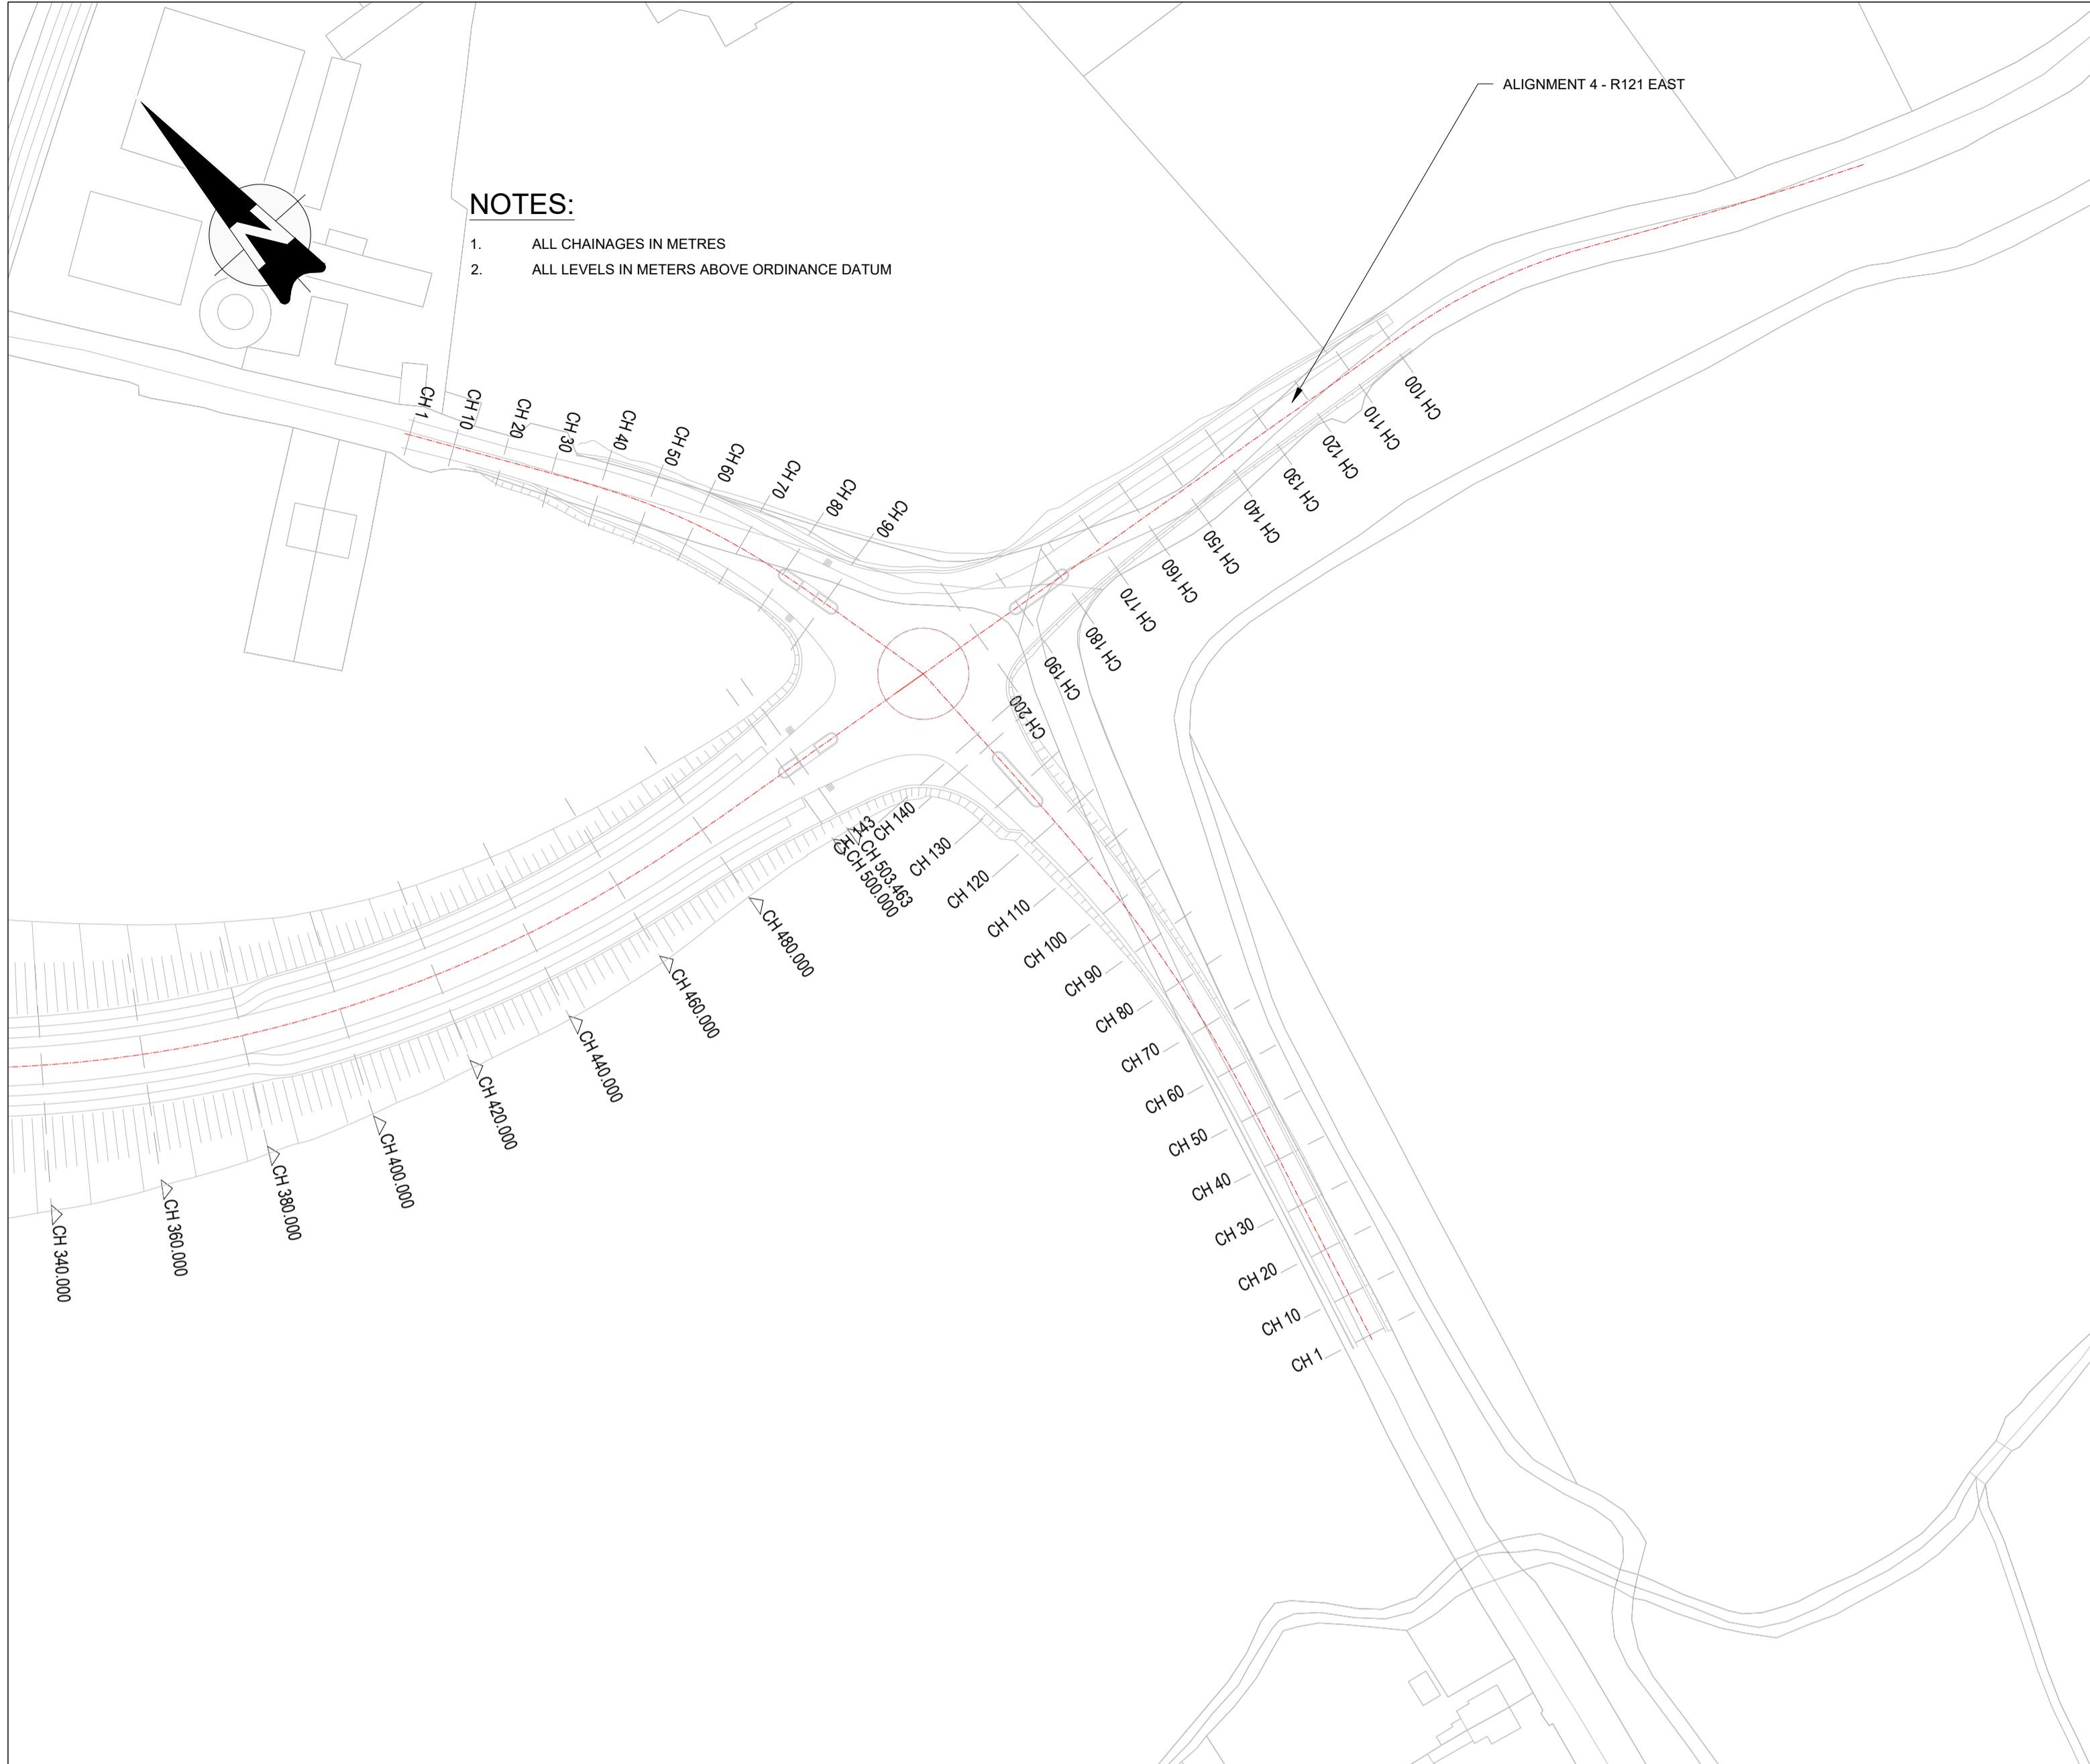 ALIGNMENT 4 - R121 EAST
NOTES:
1. ALL CHAINAGES IN METRES
2. ALL LEVELS IN METERS ABOVE ORDINANCE DATUM
CH 1
CH 10
CH 20
CH 30
CH 40
CH 50
CH 60
CH 70
CH 80
CH 90
CH 100
CH 110
CH 120
CH 130
CH 140
CH 150
CH 160
CH 170
CH 180
CH 190
CH 200
CH 143
CH 140
CH 130
CH 120
CH 110
CH 100
CH 90
CH 80
CH 70
CH 60
CH 50
CH 40
CH 30
CH 20
CH 10
CH 1
CH 503.463
CH 500.000
CH 480.000
CH 460.000
CH 440.000
CH 420.000
CH 400.000
CH 380.000
CH 360.000
CH 340.000